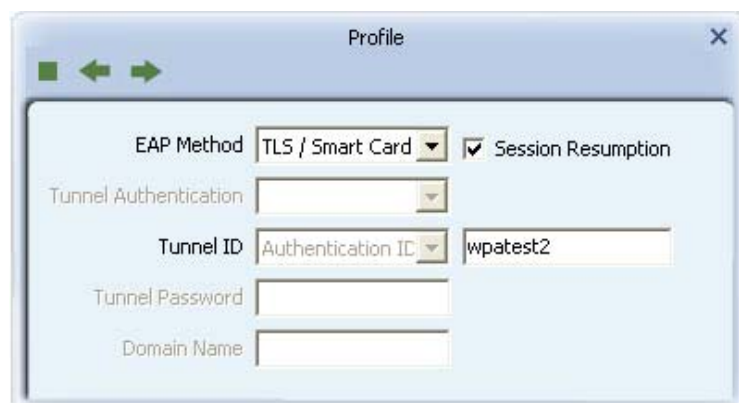 Profile
EAP Method TLS / Smart Card Session Resumption
Tunnel Authentication
Tunnel ID Authentication ID wpatest2
Tunnel Password
Domain Name